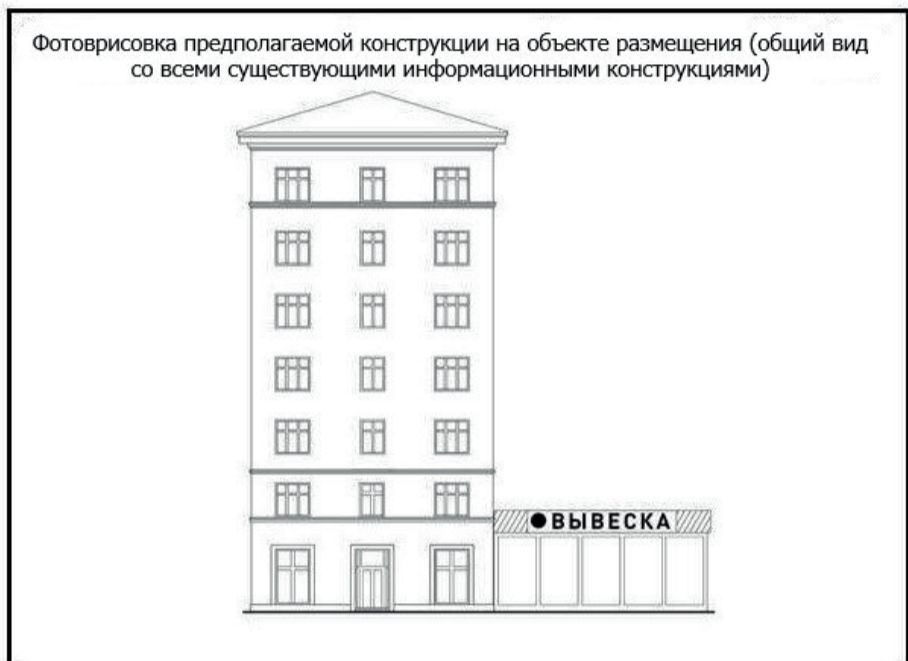 Фотоврисовка предполагаемой конструкции на объекте размещения (общий вид
со всеми существующими информационными конструкциями)
ВЫВЕСКА